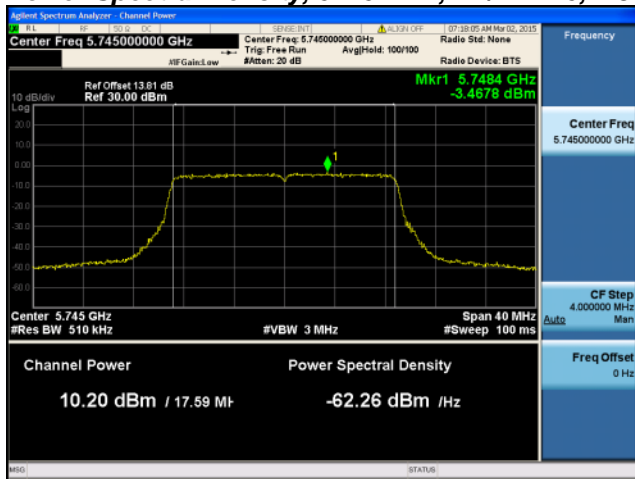 Agilent Spectrum Analyzer - Channel Power
RL RF 50 Ω DC SENSE:INT ALIGN OFF 07:18:05 AM Mar 02, 2015
Center Freq 5.745000000 GHz
Center Freq: 5.745000000 GHz
Radio Std: None
Trig: Free Run Avg|Hold: 100/100
#IFGain:Low #Atten: 20 dB Radio Device: BTS
Frequency
Mkr1 5.7484 GHz
-3.4678 dBm
Ref Offset 13.81 dB
10 dB/div Ref 30.00 dBm
Log
20.0
10.0
0.00
-10.0
-20.0
-30.0
-40.0
-50.0
-60.0
1
Center Freq
5.745000000 GHz
Center 5.745 GHz Span 40 MHz
#Res BW 510 kHz #VBW 3 MHz #Sweep 100 ms
CF Step
4.000000 MHz
Auto Man
Freq Offset
0 Hz
Channel Power Power Spectral Density
10.20 dBm / 17.59 MH -62.26 dBm /Hz
MSG STATUS